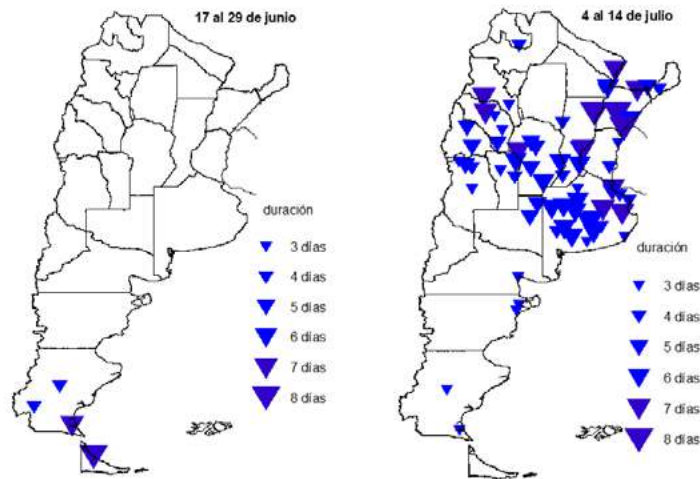 17 al 29 de junio
duración
3 días
4 días
5 días
6 días
7 días
8 días
4 al 14 de julio
duración
3 días
4 días
5 días
6 días
7 días
8 días